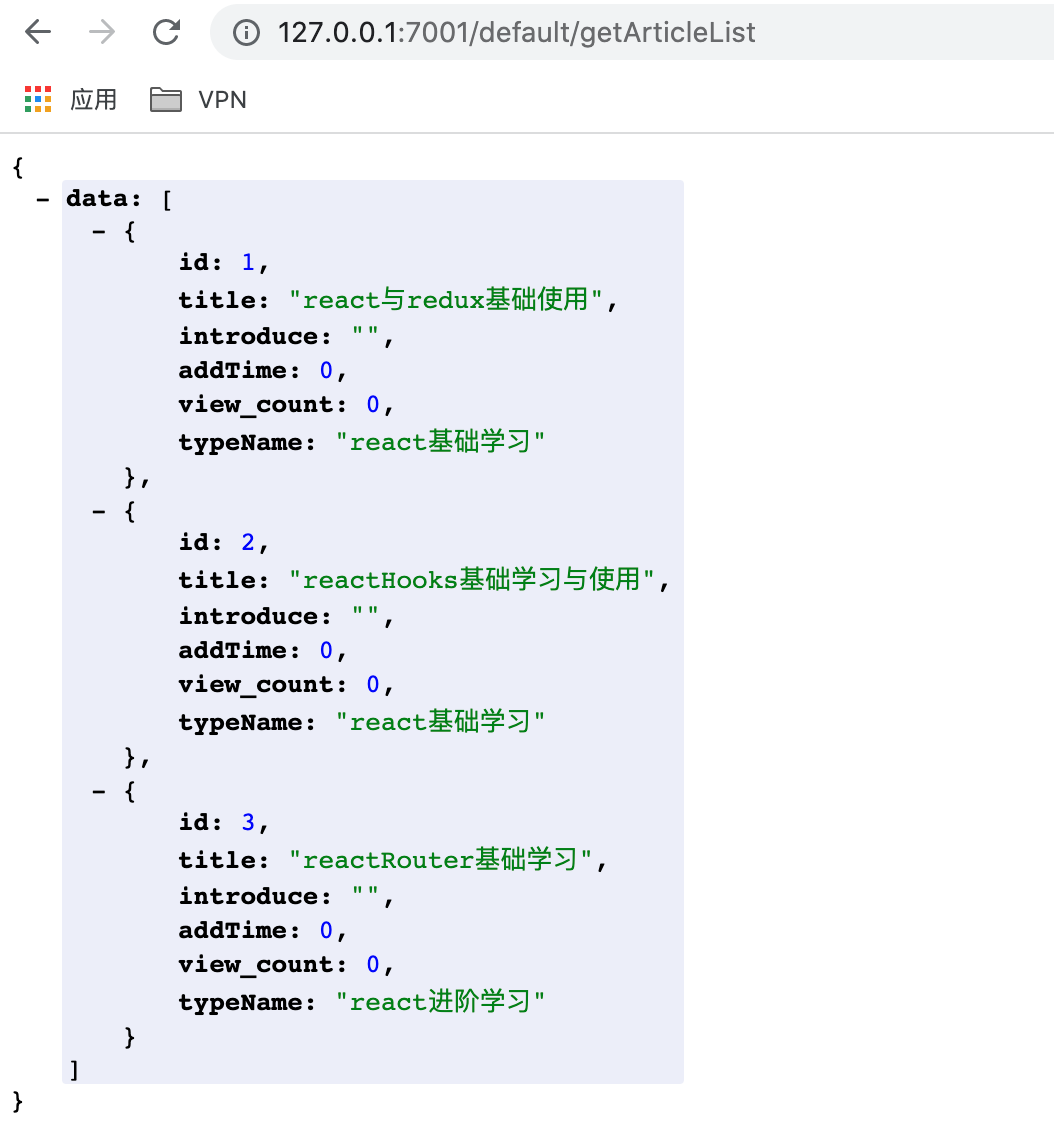 127.0.0.1:7001/default/getArticleList
应用 VPN
{
- data: [
- {
id: 1,
title: "react与redux基础使用",
introduce: "",
addTime: 0,
view_count: 0,
typeName: "react基础学习"
},
- {
id: 2,
title: "reactHooks基础学习与使用",
introduce: "",
addTime: 0,
view_count: 0,
typeName: "react基础学习"
},
- {
id: 3,
title: "reactRouter基础学习",
introduce: "",
addTime: 0,
view_count: 0,
typeName: "react进阶学习"
}
]
}